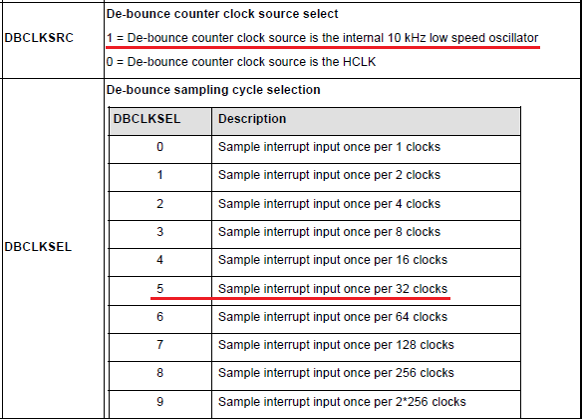 De-bounce counter clock source select
DBCLKSRC
1 = De-bounce counter clock source is the internal 10 kHz low speed oscillator
0 = De-bounce counter clock source is the HCLK
De-bounce sampling cycle selection
DBCLKSEL
DBCLKSEL Description
0 Sample interrupt input once per 1 clocks
1 Sample interrupt input once per 2 clocks
2 Sample interrupt input once per 4 clocks
3 Sample interrupt input once per 8 clocks
4 Sample interrupt input once per 16 clocks
5 Sample interrupt input once per 32 clocks
6 Sample interrupt input once per 64 clocks
7 Sample interrupt input once per 128 clocks
8 Sample interrupt input once per 256 clocks
9 Sample interrupt input once per 2*256 clocks